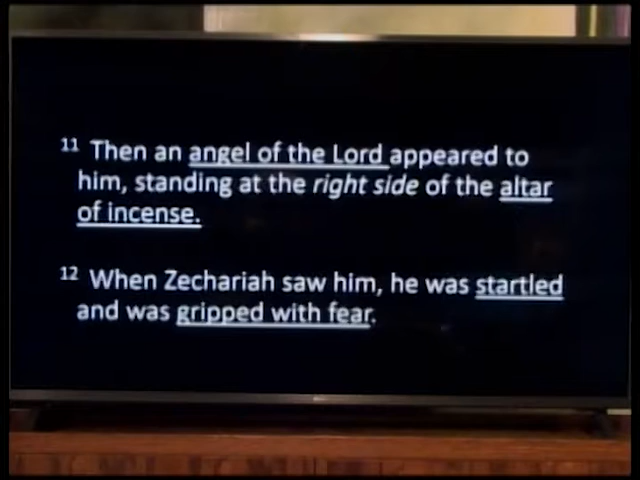 11 Then an angel of the Lord appeared to
him, standing at the right side of the altar
of incense.
12 When Zechariah saw him, he was startled
and was gripped with fear.